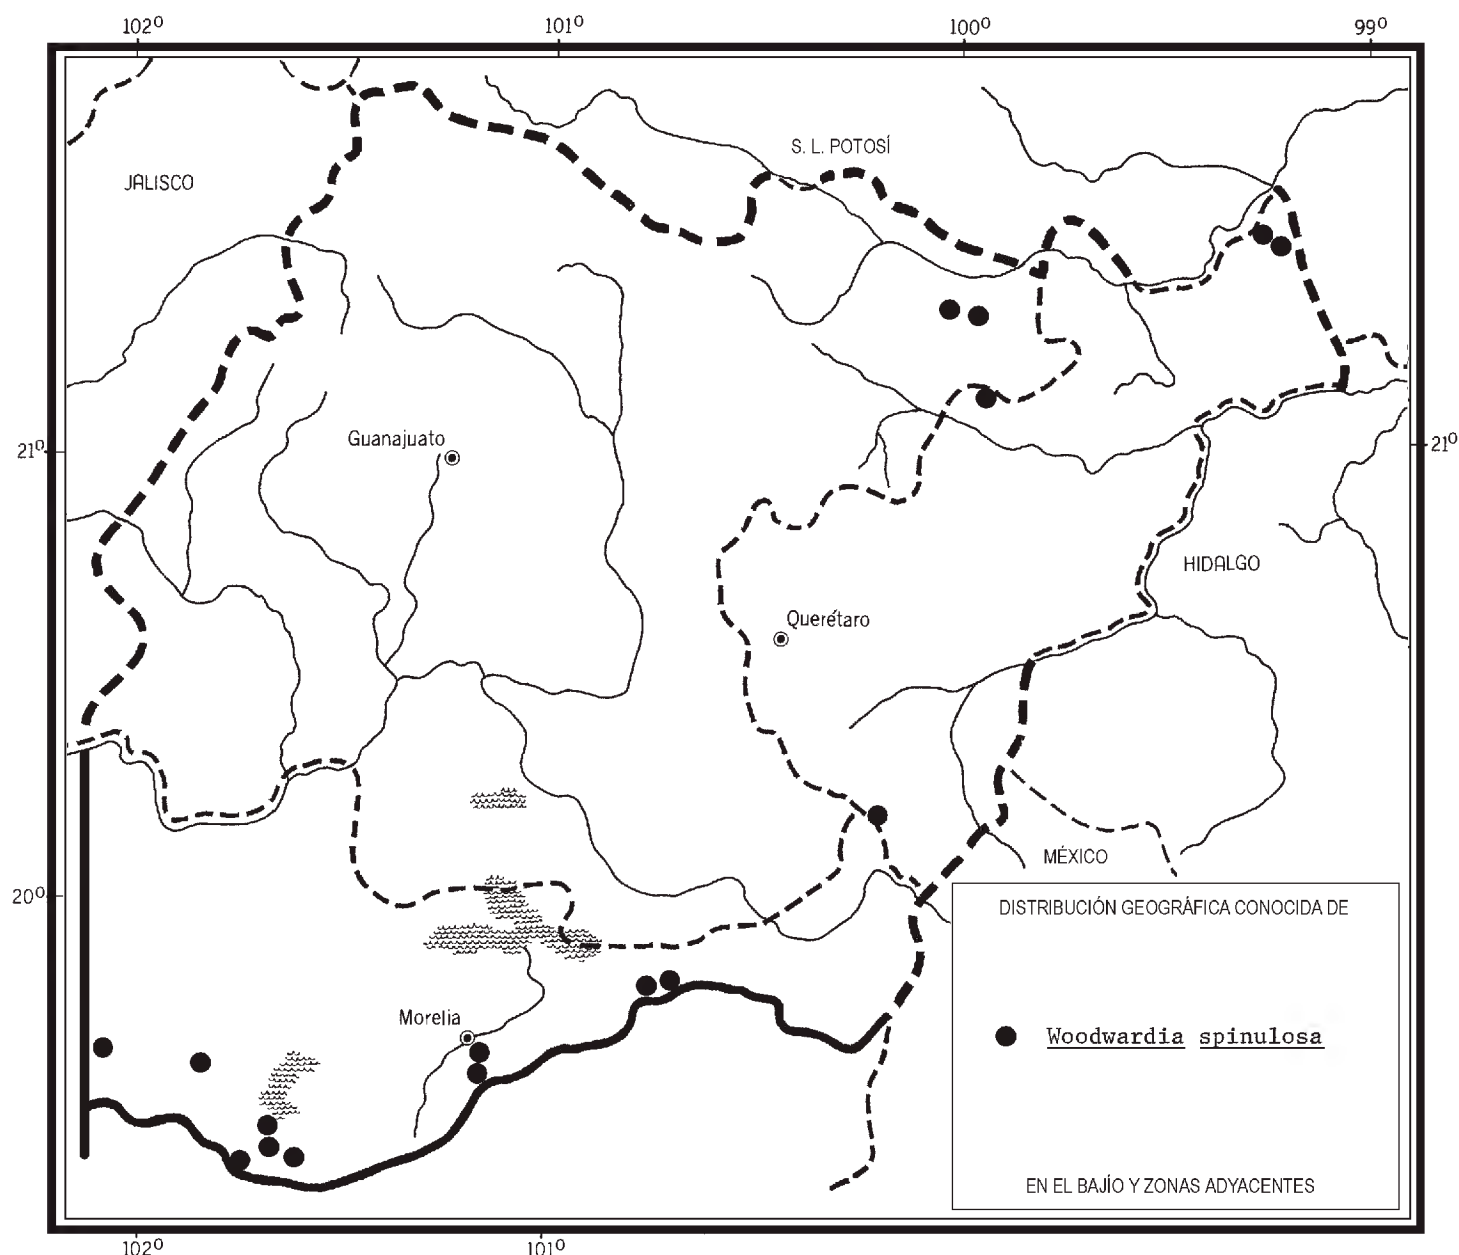 102º 101º 100º 99º
S. L. POTOSÍ
JALISCO
Guanajuato
21º 21º
HIDALGO
Querétaro
MÉXICO
20º
DISTRIBUCIÓN GEOGRÁFICA CONOCIDA DE
Morelia
Woodwardia spinulosa
EN EL BAJÍO Y ZONAS ADYACENTES
102º 101º